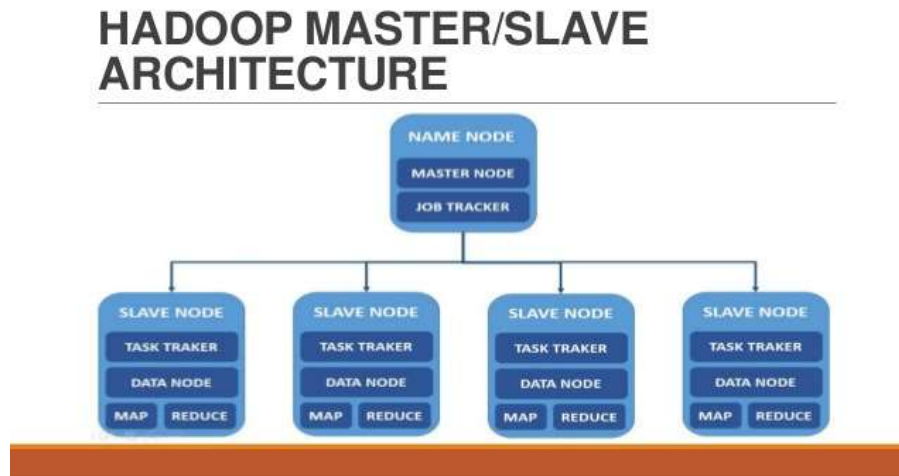 HADOOP MASTER/SLAVE
ARCHITECTURE
NAME NODE
MASTER NODE
JOB TRACKER
SLAVE NODE
TASK TRAKER
DATA NODE
MAP REDUCE
SLAVE NODE
TASK TRAKER
DATA NODE
MAP REDUCE
SLAVE NODE
TASK TRAKER
DATA NODE
MAP REDUCE
SLAVE NODE
TASK TRAKER
DATA NODE
MAP REDUCE